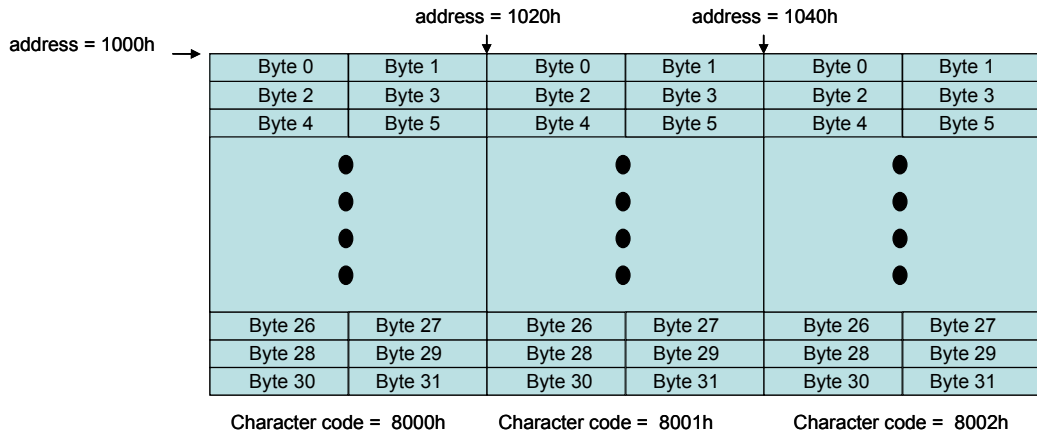 address = 1020h address = 1040h
address = 1000h
Byte 0 Byte 1 Byte 0 Byte 1 Byte 0 Byte 1
Byte 2 Byte 3 Byte 2 Byte 3 Byte 2 Byte 3
Byte 4 Byte 5 Byte 4 Byte 5 Byte 4 Byte 5
Byte 26 Byte 27 Byte 26 Byte 27 Byte 26 Byte 27
Byte 28 Byte 29 Byte 28 Byte 29 Byte 28 Byte 29
Byte 30 Byte 31 Byte 30 Byte 31 Byte 30 Byte 31
Character code = 8000h Character code = 8001h Character code = 8002h